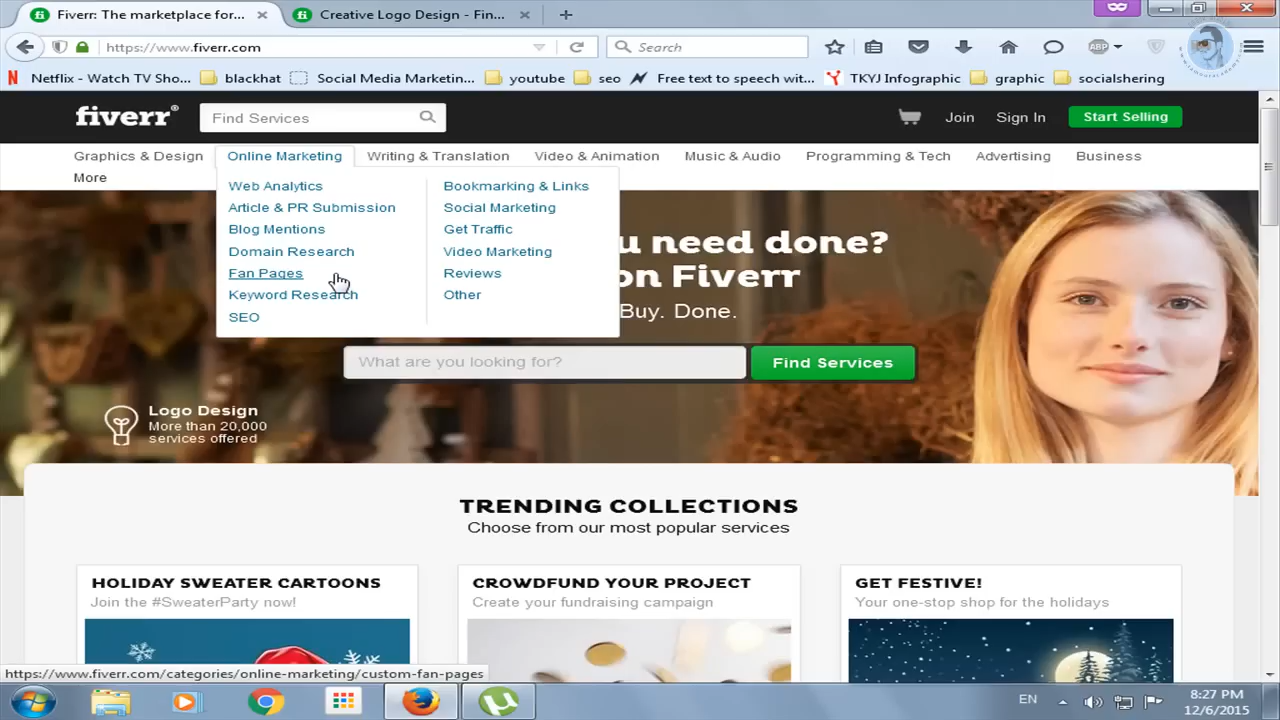 Fiverr: The marketplace for...
Creative Logo Design - Fin...
https://www.fiverr.com
Search
ABP
Netflix - Watch TV Sho...
blackhat
Social Media Marketin...
youtube
seo
Free text to speech wit...
TKYJ Infographic
graphic
socialshering
fiverr®
Find Services
Join
Sign In
Start Selling
Graphics & Design
Online Marketing
Writing & Translation
Video & Animation
Music & Audio
Programming & Tech
Advertising
Business
More
Web Analytics
Article & PR Submission
Blog Mentions
Domain Research
Fan Pages
Keyword Research
SEO
Bookmarking & Links
Social Marketing
Get Traffic
Video Marketing
Reviews
Other
u need done?
on Fiverr
Buy. Done.
What are you looking for?
Find Services
Logo Design
More than 20,000
services offered
TRENDING COLLECTIONS
Choose from our most popular services
HOLIDAY SWEATER CARTOONS
Join the #SweaterParty now!
CROWDFUND YOUR PROJECT
Create your fundraising campaign
GET FESTIVE!
Your one-stop shop for the holidays
https://www.fiverr.com/categories/online-marketing/custom-fan-pages
EN
8:27 PM
12/6/2015